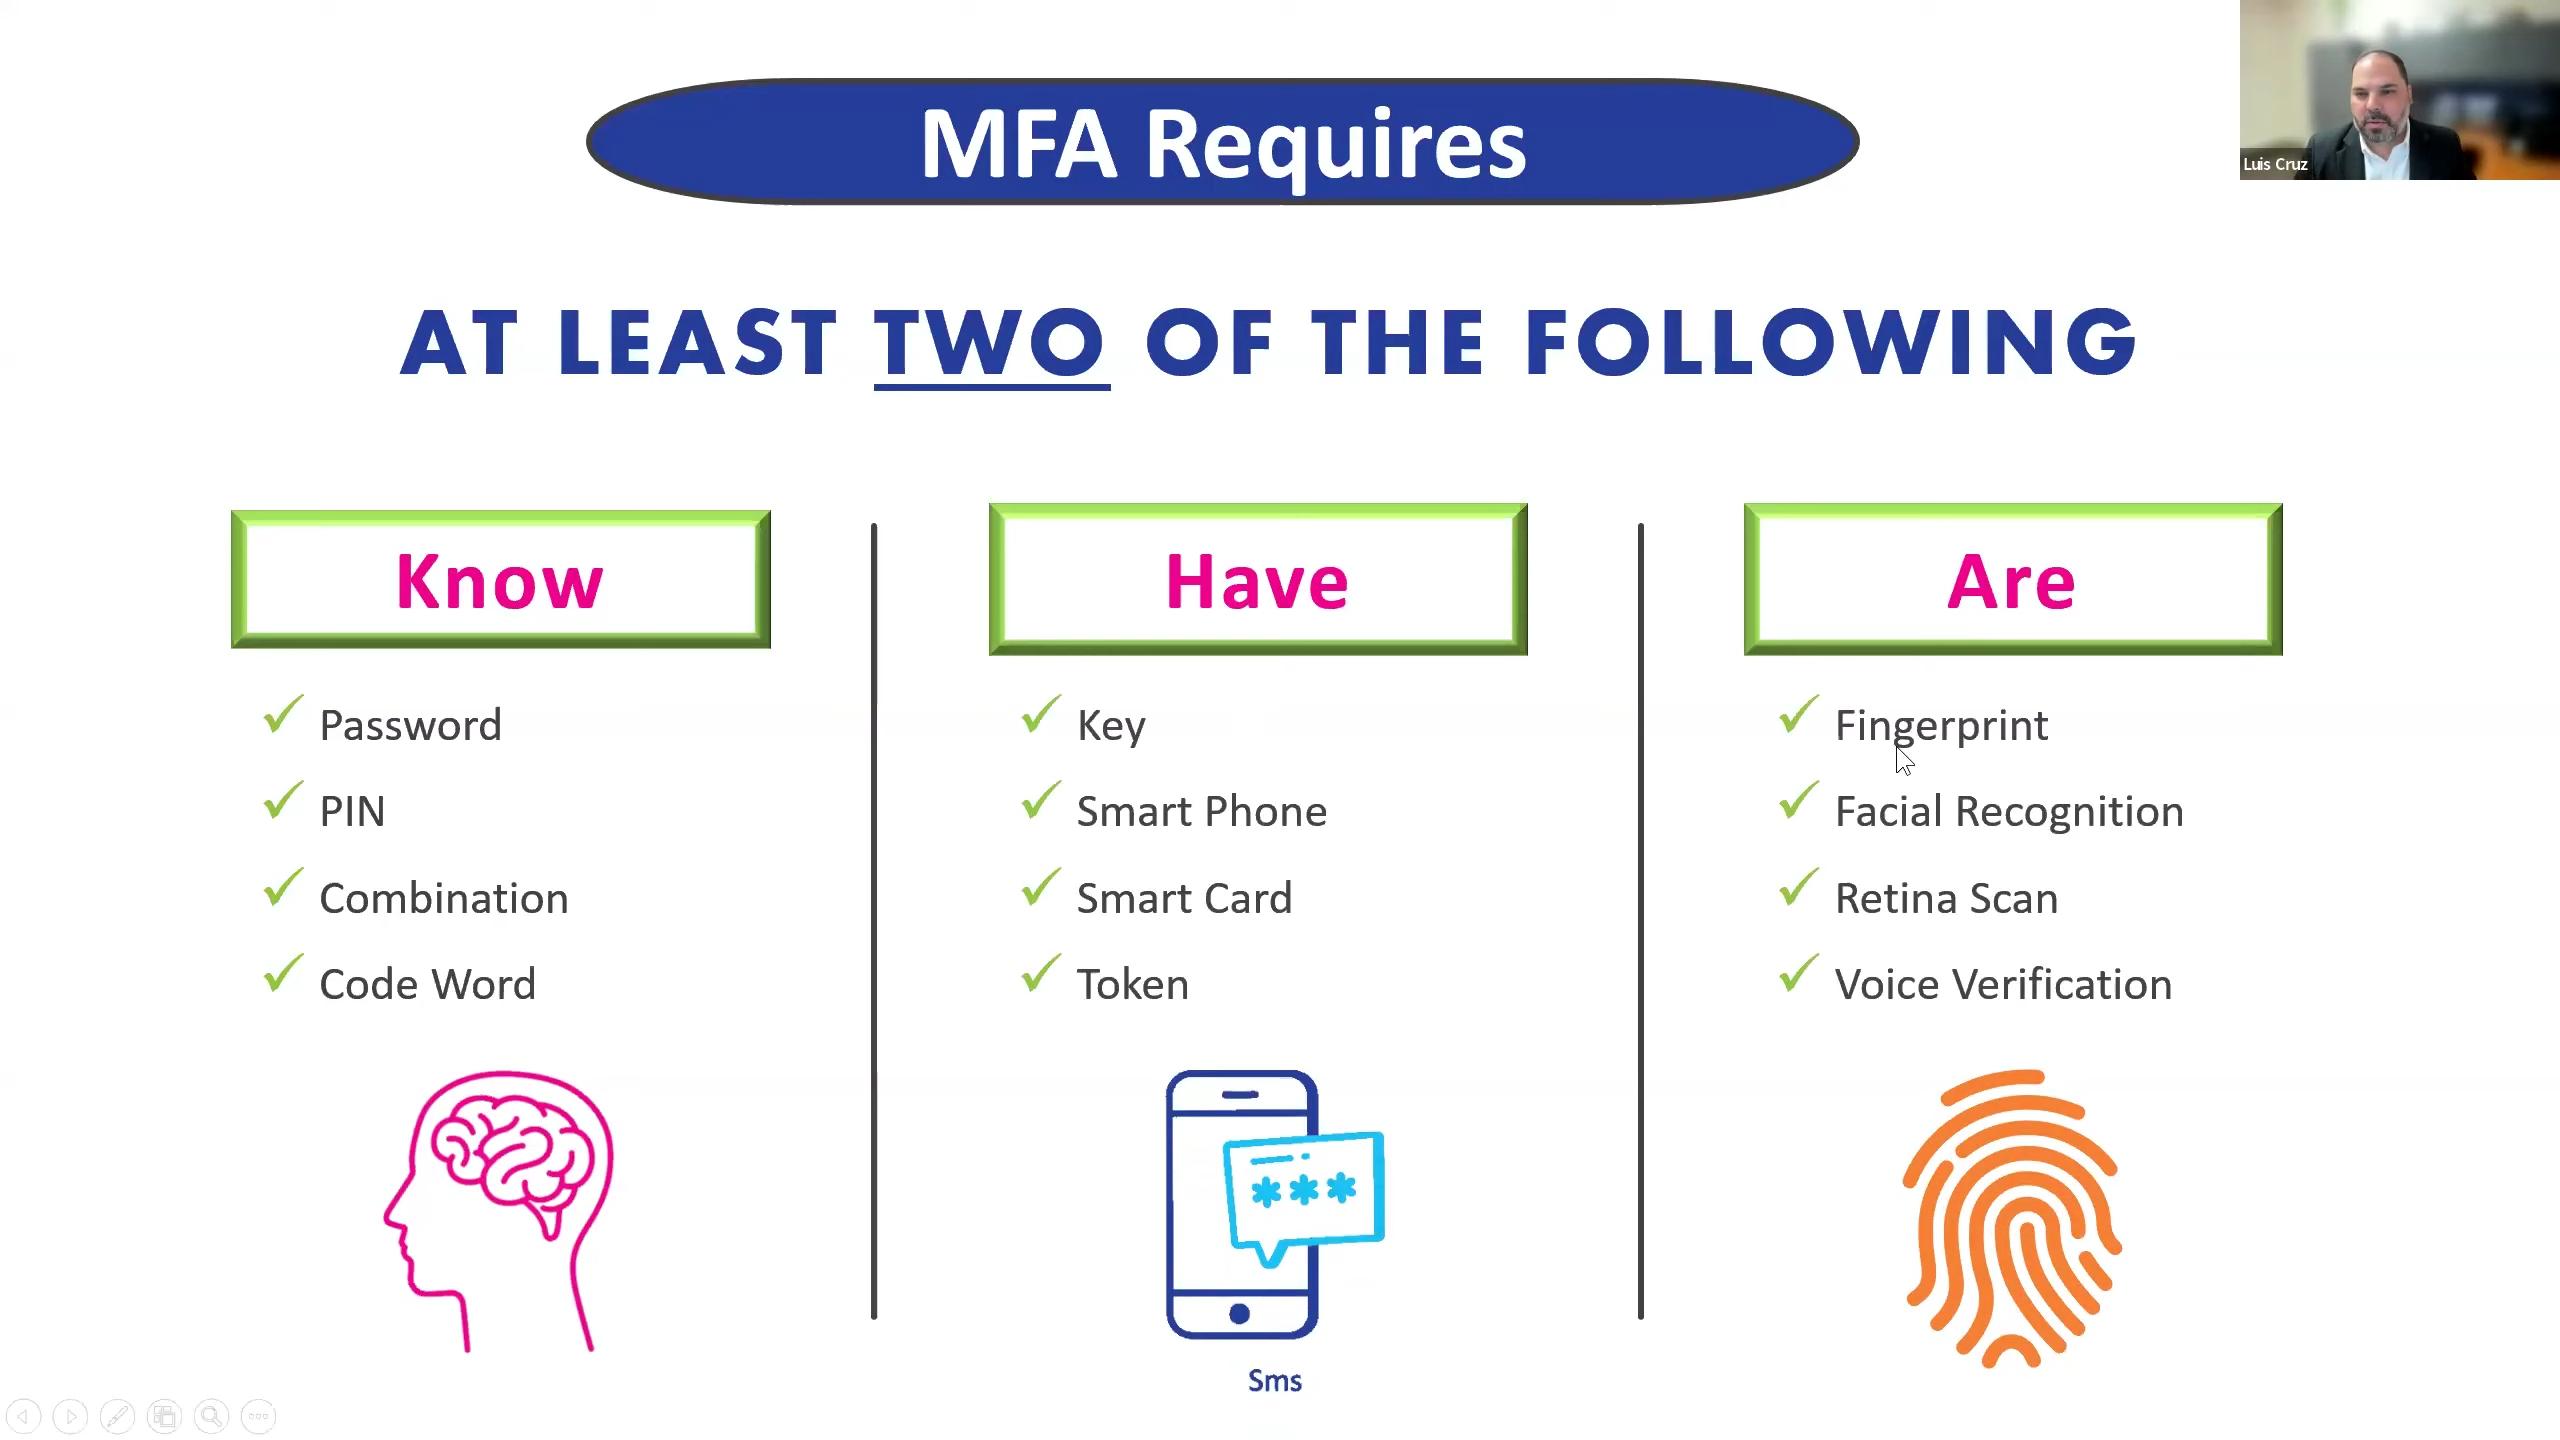 MFA Requires
Luis Cruz
AT LEAST TWO OF THE FOLLOWING
Know
Password
PIN
Combination
Code Word
Have
Key
Smart Phone
Smart Card
Token
***
Sms
Are
Fingerprint
Facial Recognition
Retina Scan
Voice Verification